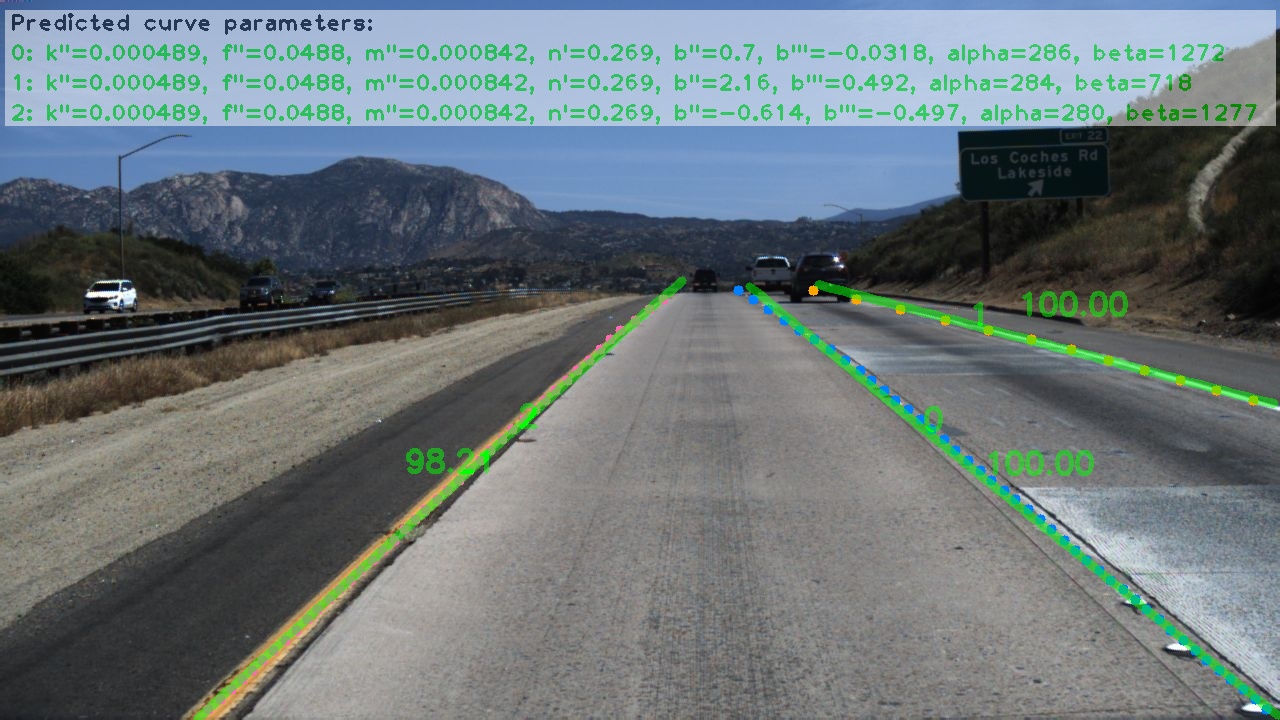 Predicted curve parameters:
0: k"=0.000489, f"=0.0488, m"=0.000842, n'=0.269, b"=0.7, b'''=-0.0318, alpha=286, beta=1272
1: k"=0.000489, f"=0.0488, m"=0.000842, n'=0.269, b"=2.16, b'''=0.492, alpha=284, beta=718
2: k"=0.000489, f"=0.0488, m"=0.000842, n'=0.269, b"=-0.614, b'''=-0.497, alpha=280, beta=1277
EXIT 22
Los Coches Rd
Lakeside
1 100.00
2
0
98.21
100.00